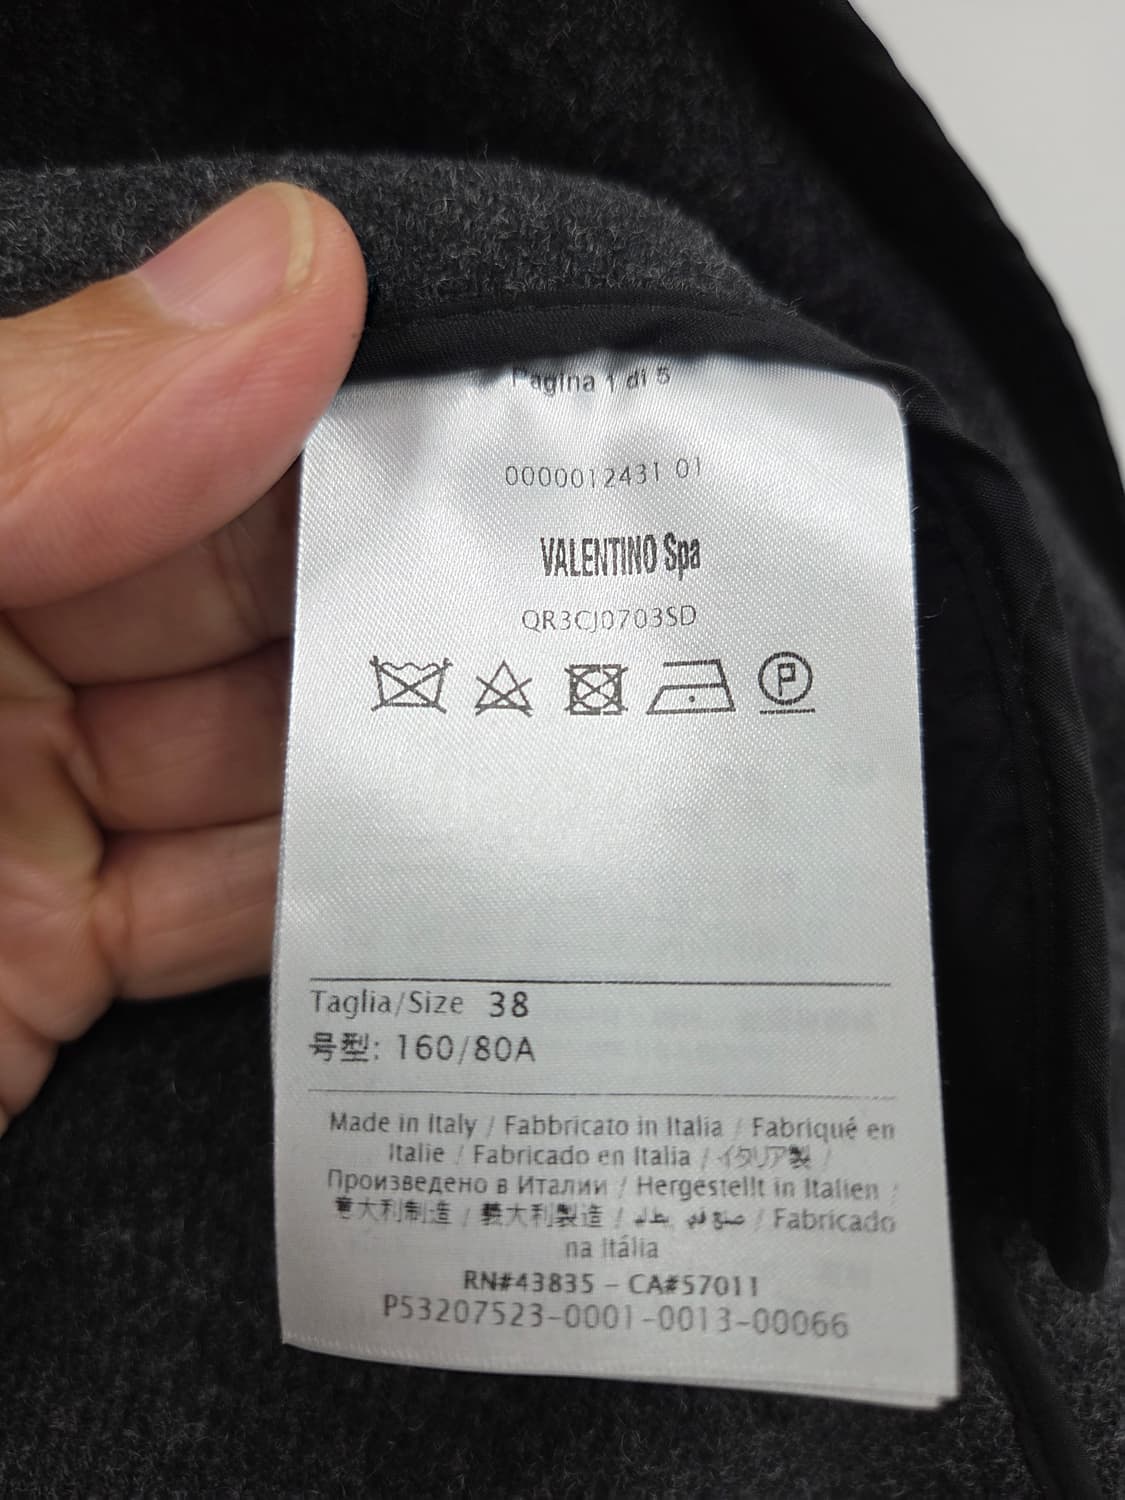 Pagina 1 di 5
0000012431 01
VALENTINO Spa
QR3CJ0703SD
P
Taglia/Size 38
号型: 160/80A
Made in Italy / Fabbricato in Italia / Fabriqué en
Italie / Fabricado en Italia / イタリア製 /
Произведено в Италии / Hergestellt in Italien /
意大利制造 / 義大利製造 / صنع في / Fabricado
na Itália
RN#43835 - CA#57011
P53207523-0001-0013-00066